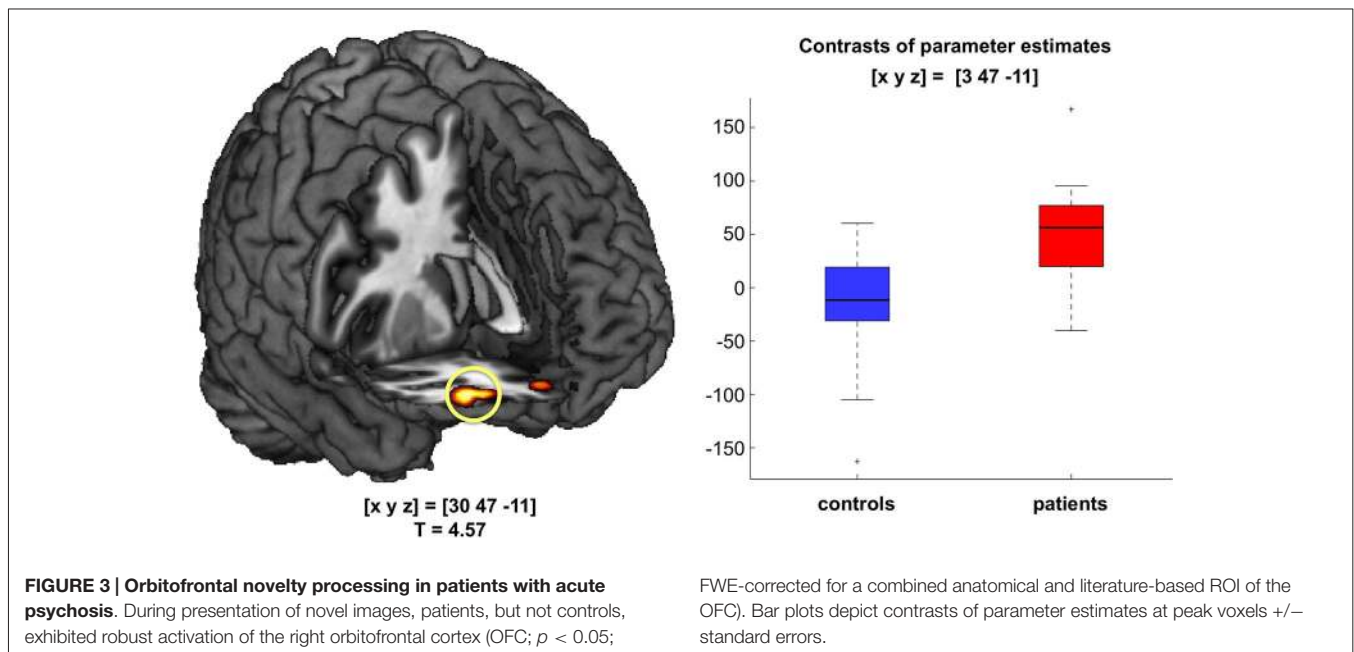 [x y z] = [30 47 -11]
T = 4.57
Contrasts of parameter estimates
[x y z] = [3 47 -11]
150
100
50
0
-50
-100
-150
controls
patients
FIGURE 3 | Orbitofrontal novelty processing in patients with acute
psychosis. During presentation of novel images, patients, but not controls,
exhibited robust activation of the right orbitofrontal cortex (OFC; p < 0.05;
FWE-corrected for a combined anatomical and literature-based ROI of the
OFC). Bar plots depict contrasts of parameter estimates at peak voxels +/−
standard errors.